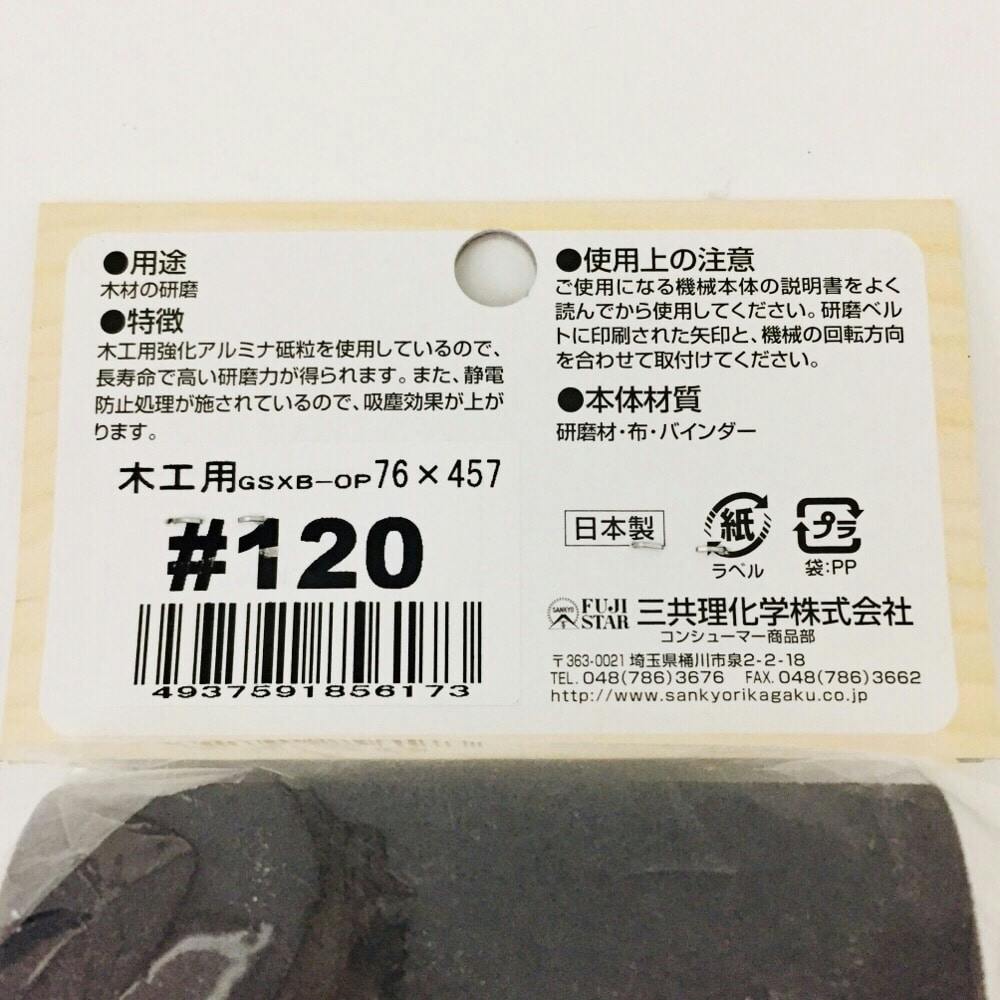 ●用途
木材の研磨
●特徴
木工用強化アルミナ砥粒を使用しているので、
長寿命で高い研磨力が得られます。また、静電
防止処理が施されているので、吸塵効果が上が
ります。
木工用GSXB-OP76×457
#120
4937591856173
●使用上の注意
ご使用になる機械本体の説明書をよく
読んでから使用してください。研磨ベル
トに印刷された矢印と、機械の回転方向
を合わせて取付けてください。
●本体材質
研磨材・布・バインダー
日本製
紙
ラベル
プラ
袋:PP
SANKYO
FUJI
STAR
三共理化学株式会社
コンシューマー商品部
〒363-0021 埼玉県桶川市泉2-2-18
TEL. 048(786)3676 FAX. 048(786)3662
http://www.sankyorikagaku.co.jp